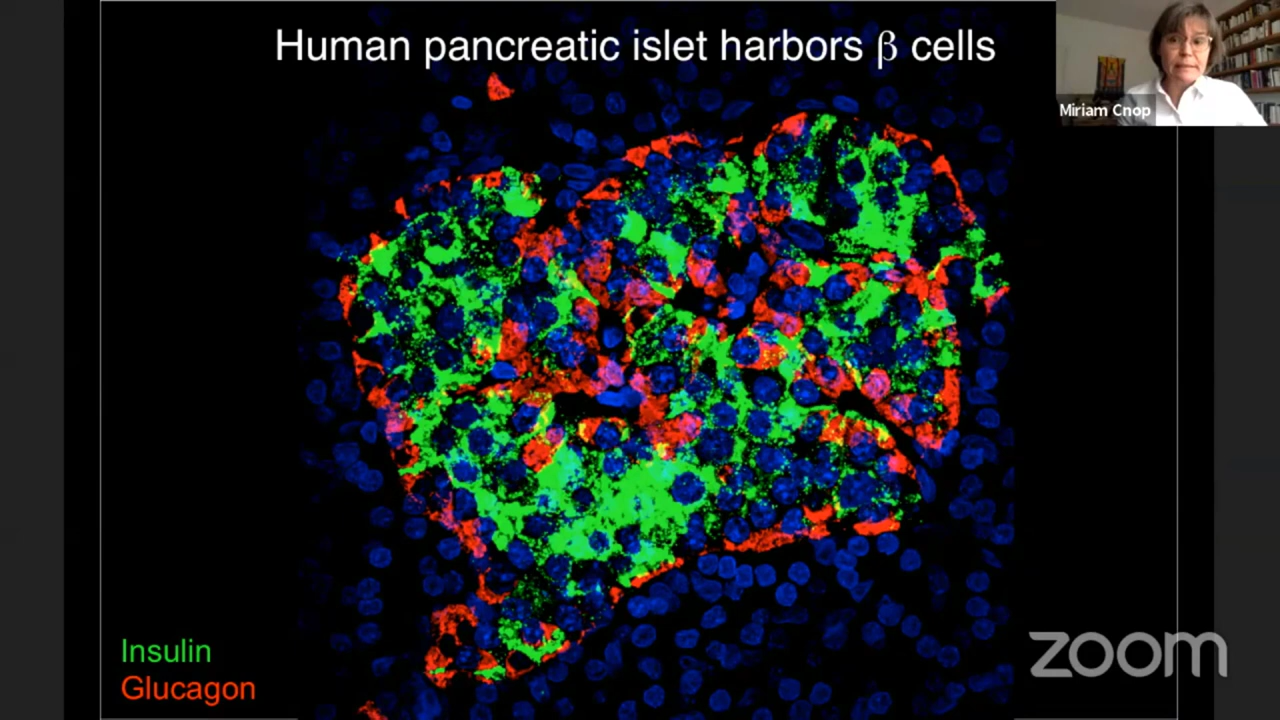 Human pancreatic islet harbors β cells
Miriam Cnop
Insulin
Glucagon
zoom